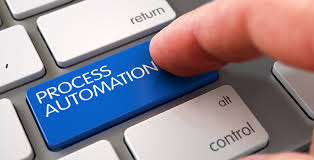 return
PROCESS
AUTOMATION
alt
control